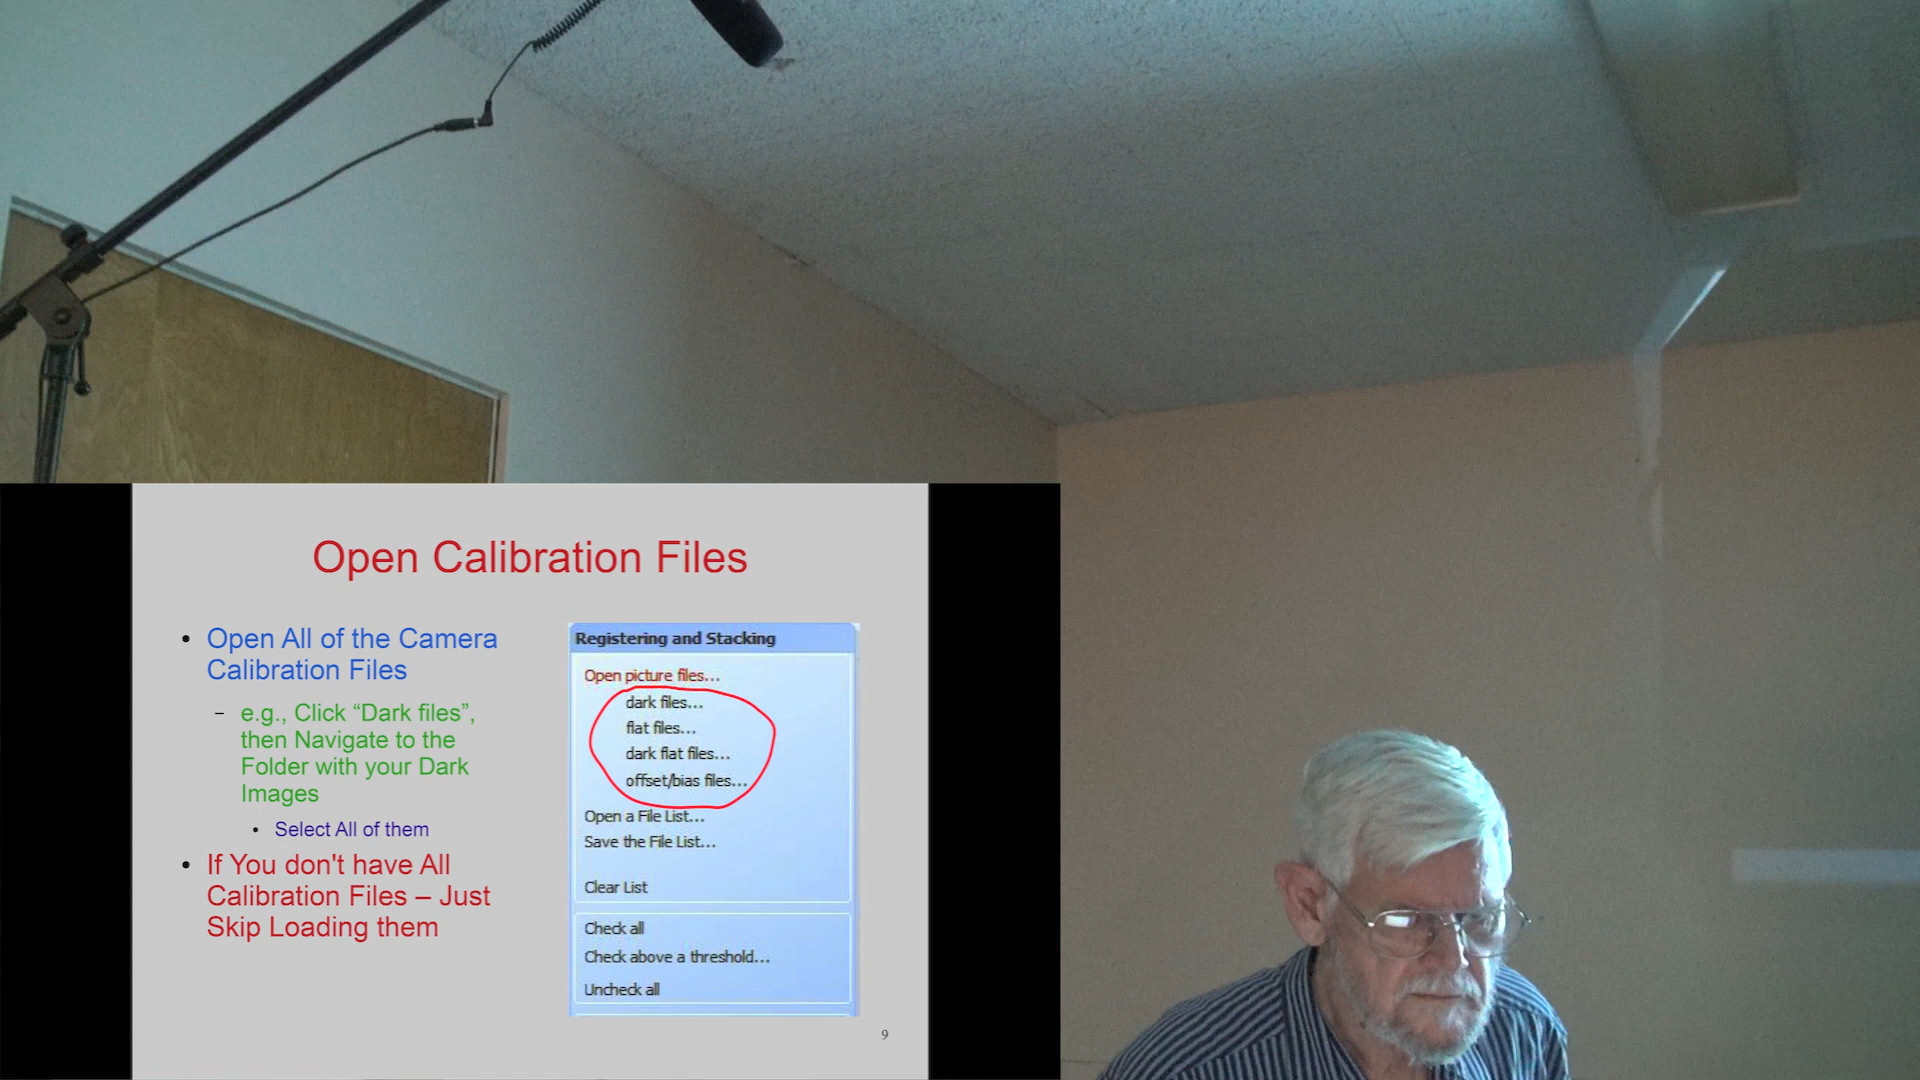 Open Calibration Files
• Open All of the Camera
Calibration Files
– e.g., Click “Dark files”,
then Navigate to the
Folder with your Dark
Images
• Select All of them
• If You don't have All
Calibration Files – Just
Skip Loading them
Registering and Stacking
Open picture files...
dark files...
flat files...
dark flat files...
offset/bias files...
Open a File List...
Save the File List...
Clear List
Check all
Check above a threshold...
Uncheck all
9